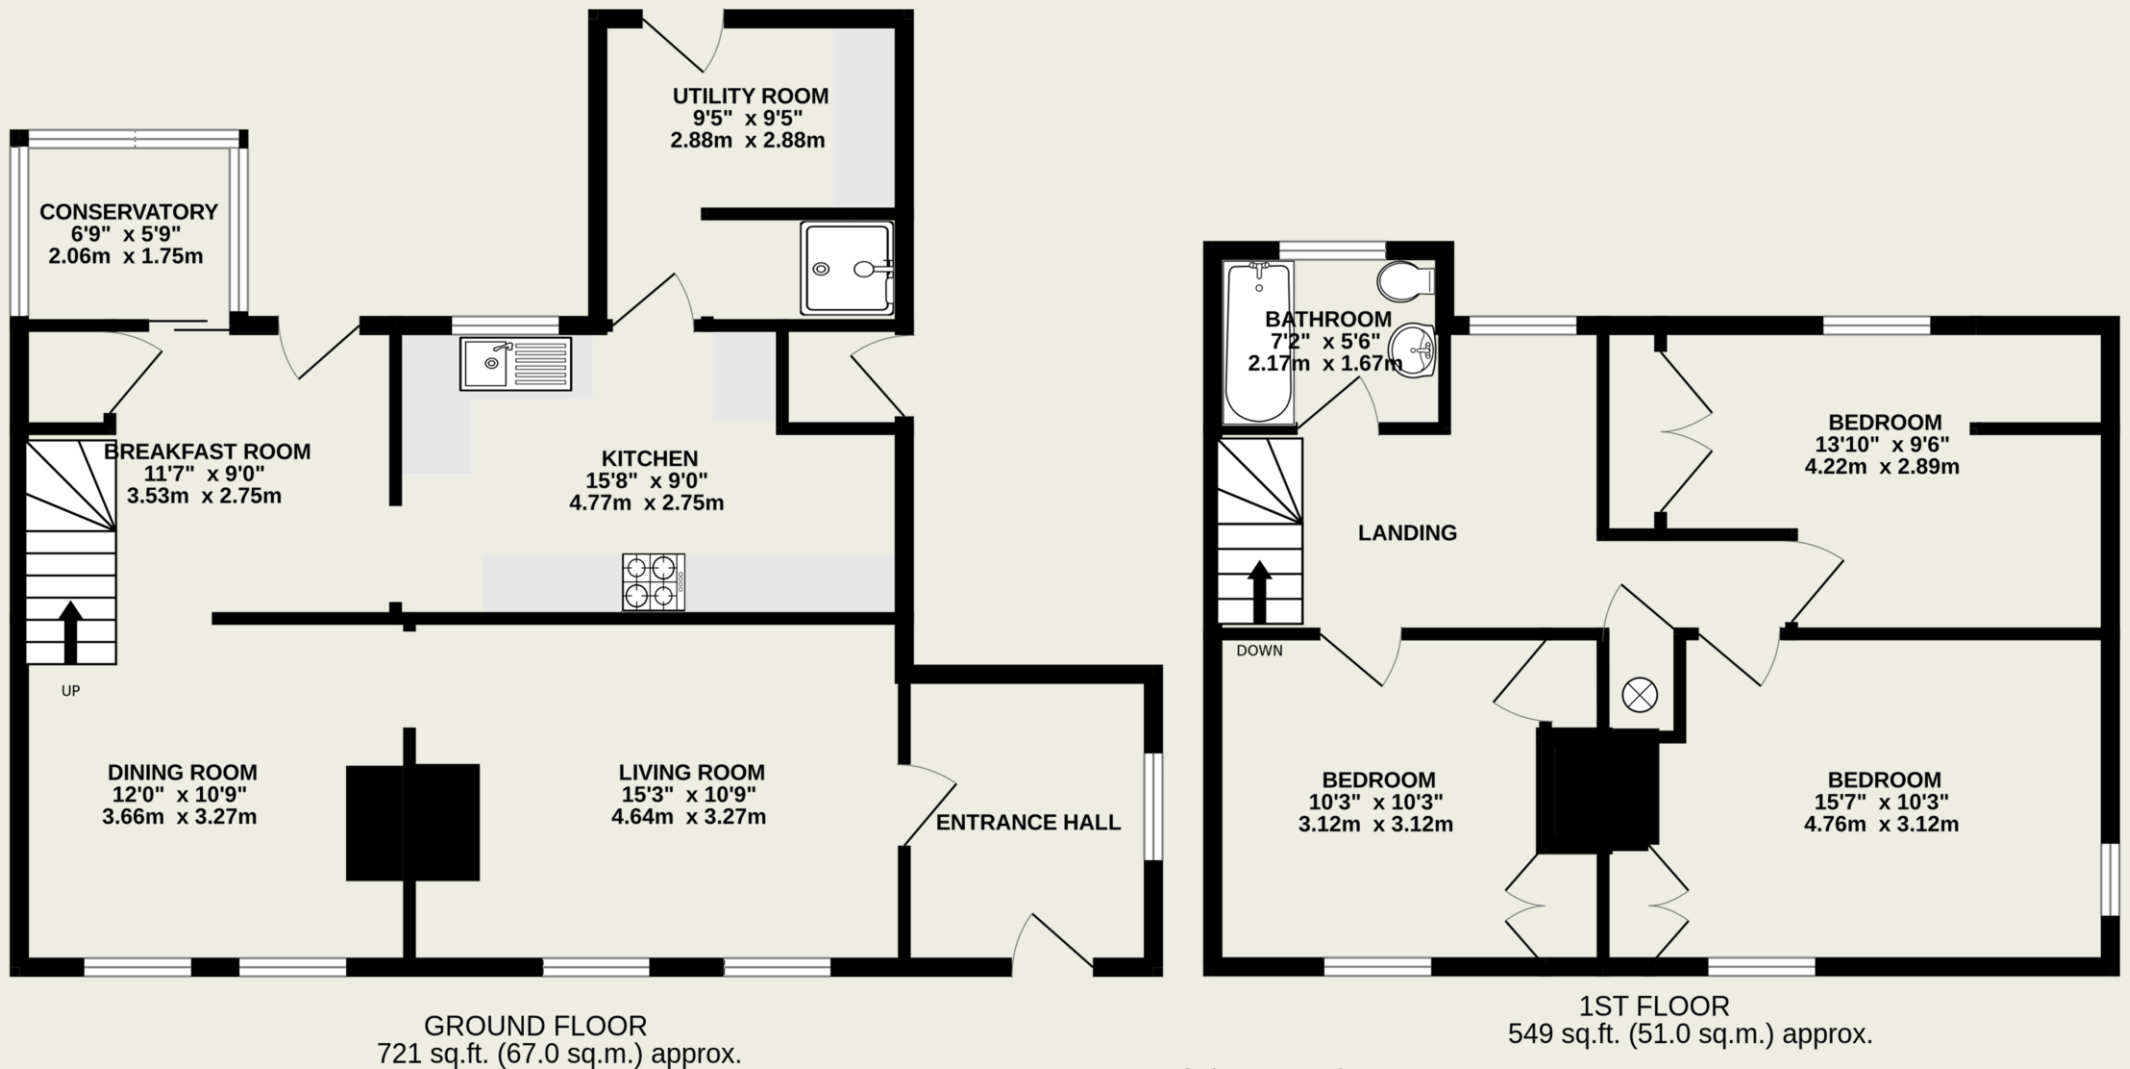 UTILITY ROOM
9'5" x 9'5"
2.88m x 2.88m
CONSERVATORY
6'9" x 5'9"
2.06m x 1.75m
BREAKFAST ROOM
11'7" x 9'0"
3.53m x 2.75m
KITCHEN
15'8" x 9'0"
4.77m x 2.75m
UP
DINING ROOM
12'0" x 10'9"
3.66m x 3.27m
LIVING ROOM
15'3" x 10'9"
4.64m x 3.27m
ENTRANCE HALL
GROUND FLOOR
721 sq.ft. (67.0 sq.m.) approx.
BATHROOM
7'2" x 5'6"
2.17m x 1.67m
BEDROOM
13'10" x 9'6"
4.22m x 2.89m
LANDING
DOWN
BEDROOM
10'3" x 10'3"
3.12m x 3.12m
BEDROOM
15'7" x 10'3"
4.76m x 3.12m
1ST FLOOR
549 sq.ft. (51.0 sq.m.) approx.